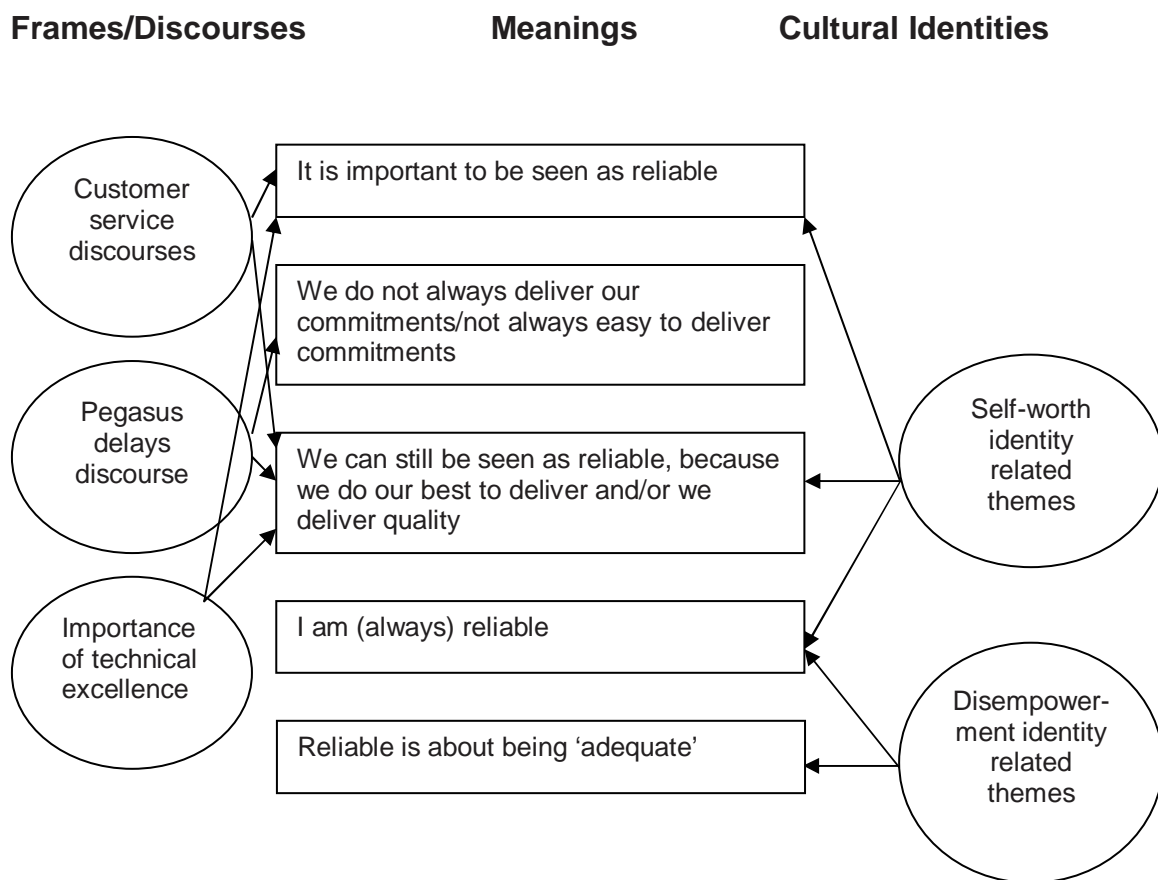 Frames/Discourses Meanings Cultural Identities
Customer
service
discourses
Pegasus
delays
discourse
Importance
of technical
excellence
It is important to be seen as reliable
We do not always deliver our
commitments/not always easy to deliver
commitments
We can still be seen as reliable, because
we do our best to deliver and/or we
deliver quality
I am (always) reliable
Reliable is about being ‘adequate’
Self-worth
identity
related
themes
Disempower-
ment identity
related
themes